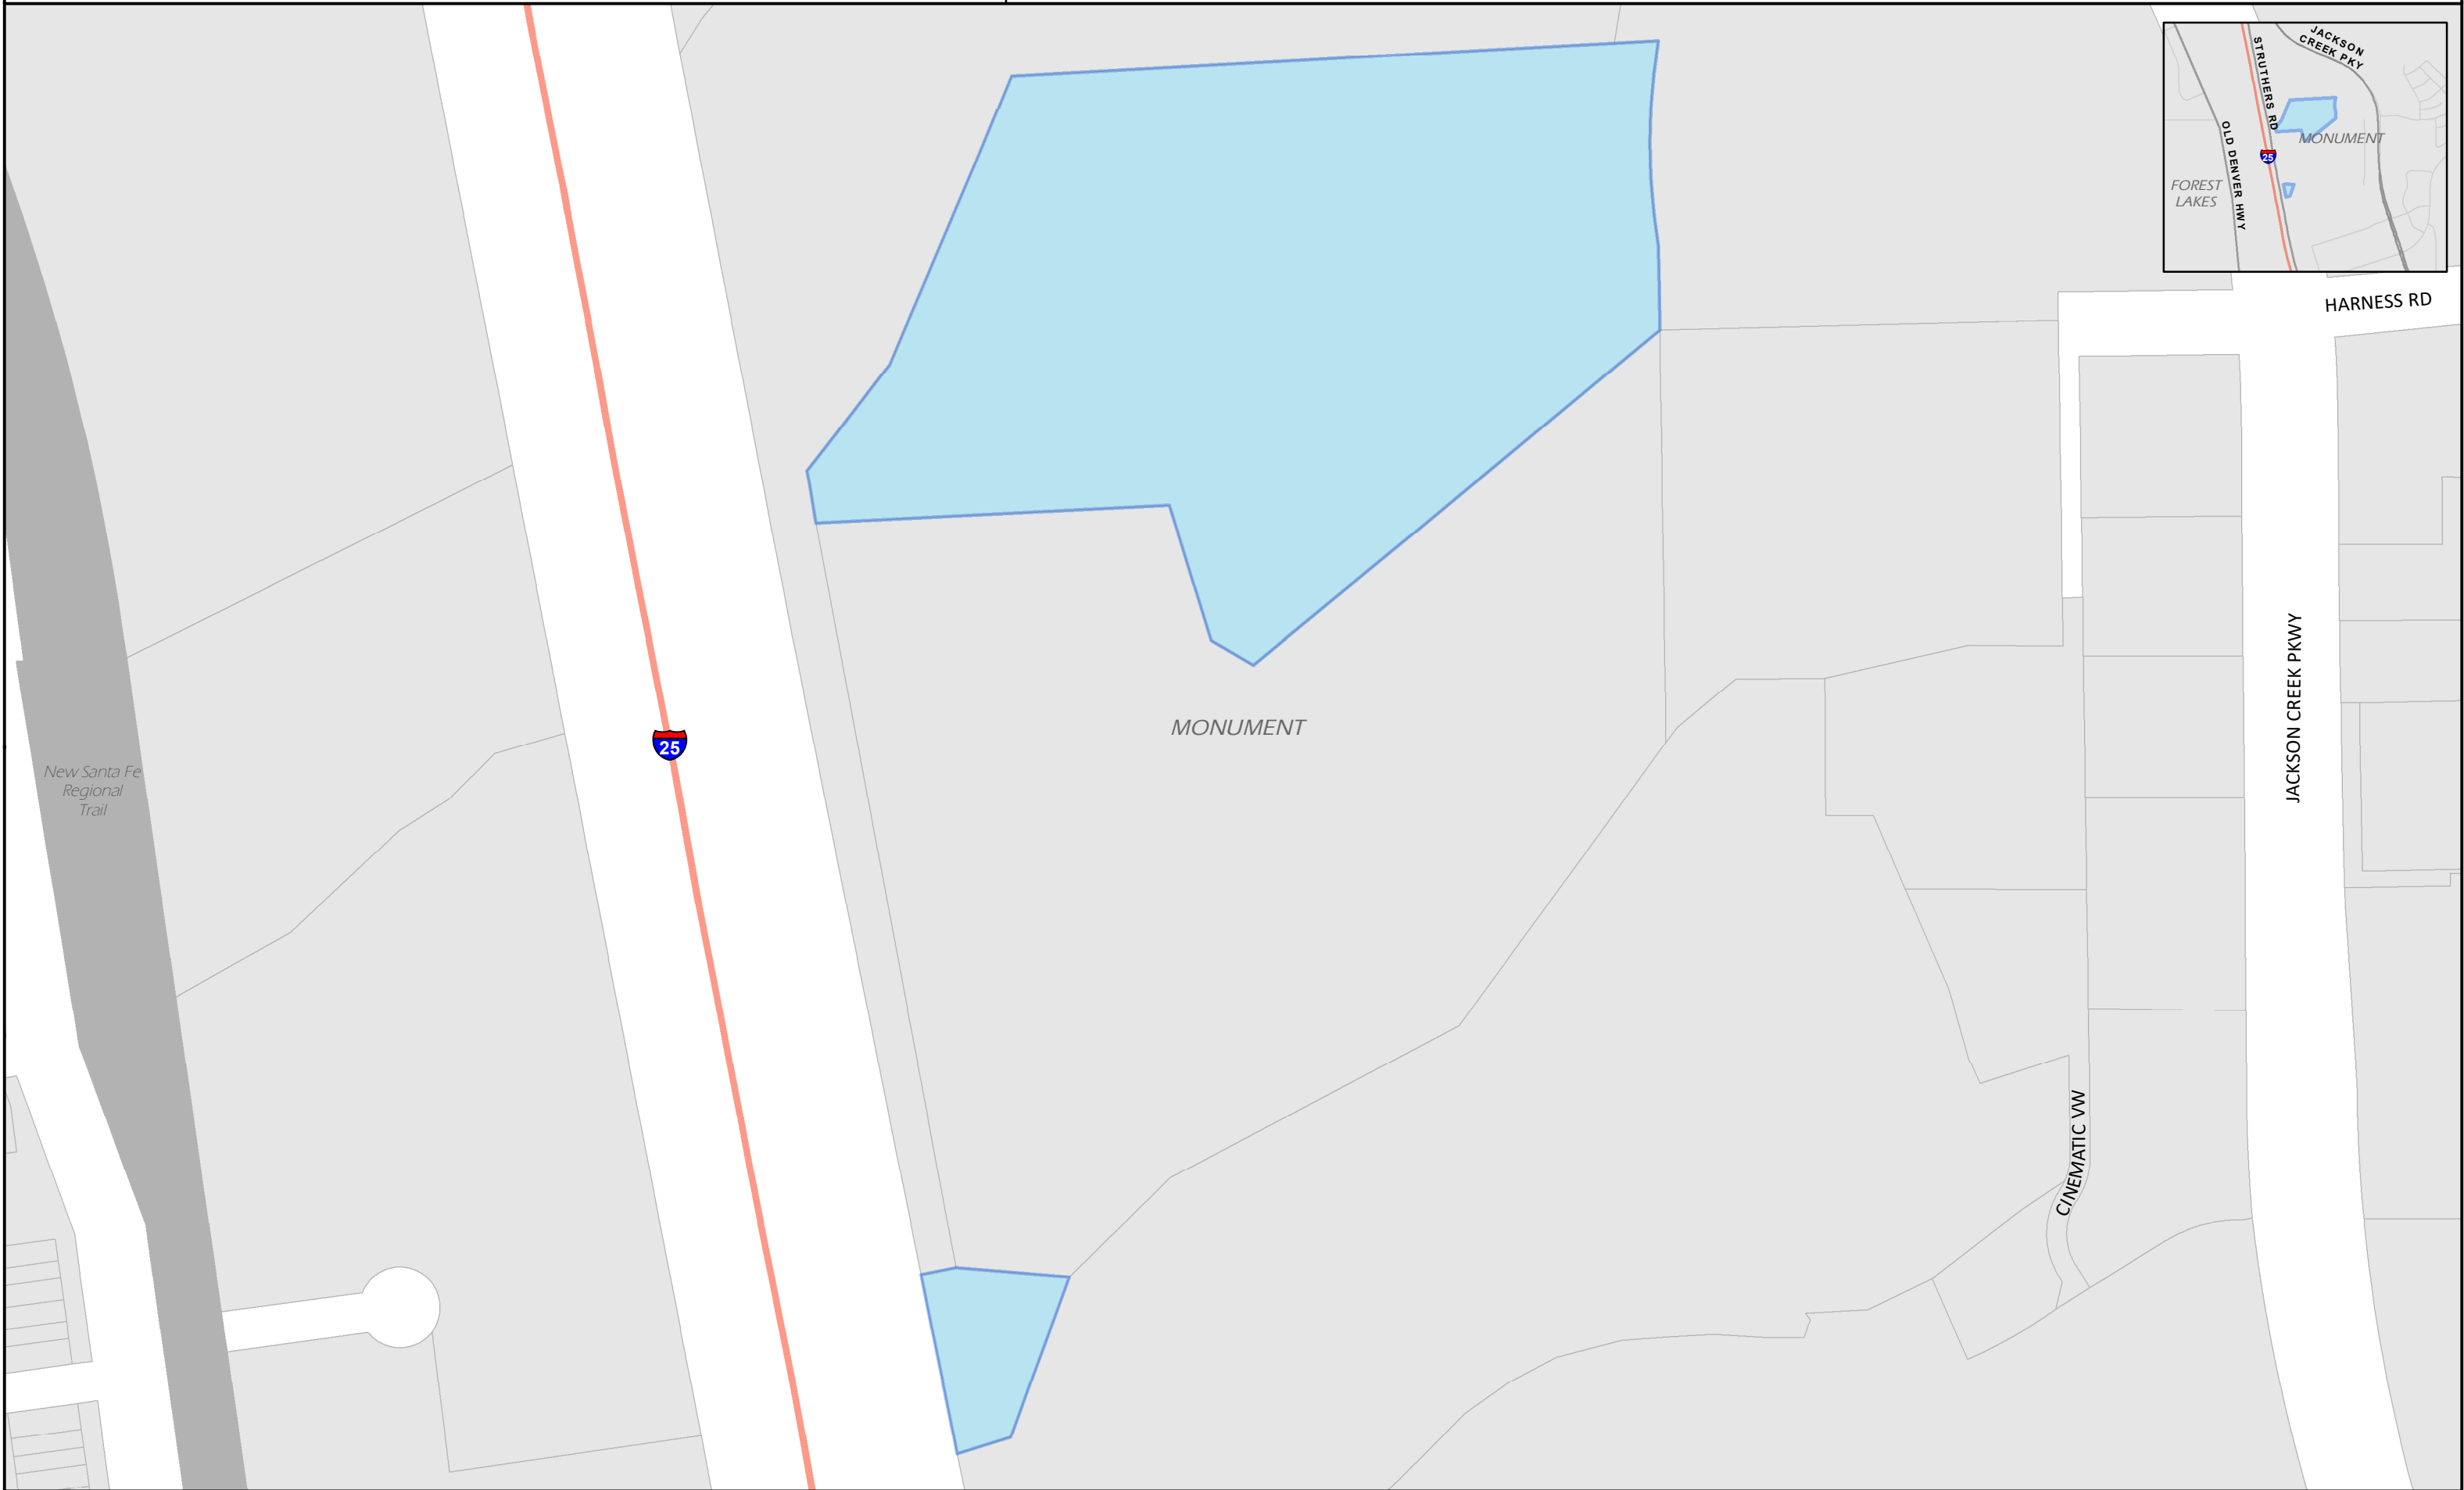 JACKSON
CREEK PKY
STRUTHERS RD
OLD DENVER HWY
MONUMENT
25
FOREST
LAKES
HARNESS RD
JACKSON CREEK PKWY
MONUMENT
25
New Santa Fe
Regional
Trail
CINEMATIC VW